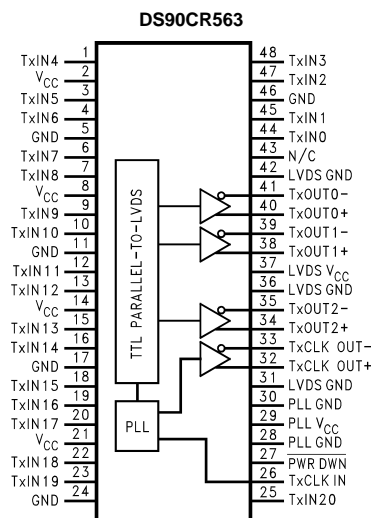 DS90CR563
TxIN4 1
VCC 2
TxIN5 3
TxIN6 4
GND 5
TxIN7 6
TxIN8 7
VCC 8
TxIN9 9
TxIN10 10
GND 11
TxIN11 12
TxIN12 13
VCC 14
TxIN13 15
TxIN14 16
GND 17
TxIN15 18
TxIN16 19
TxIN17 20
VCC 21
TxIN18 22
TxIN19 23
GND 24
TTL PARALLEL-TO-LVDS
PLL
48 TxIN3
47 TxIN2
46 GND
45 TxIN1
44 TxIN0
43 N/C
42 LVDS GND
41 TxOUT0-
40 TxOUT0+
39 TxOUT1-
38 TxOUT1+
37 LVDS VCC
36 LVDS GND
35 TxOUT2-
34 TxOUT2+
33 TxCLK OUT-
32 TxCLK OUT+
31 LVDS GND
30 PLL GND
29 PLL VCC
28 PLL GND
27 PWR DWN
26 TxCLK IN
25 TxIN20